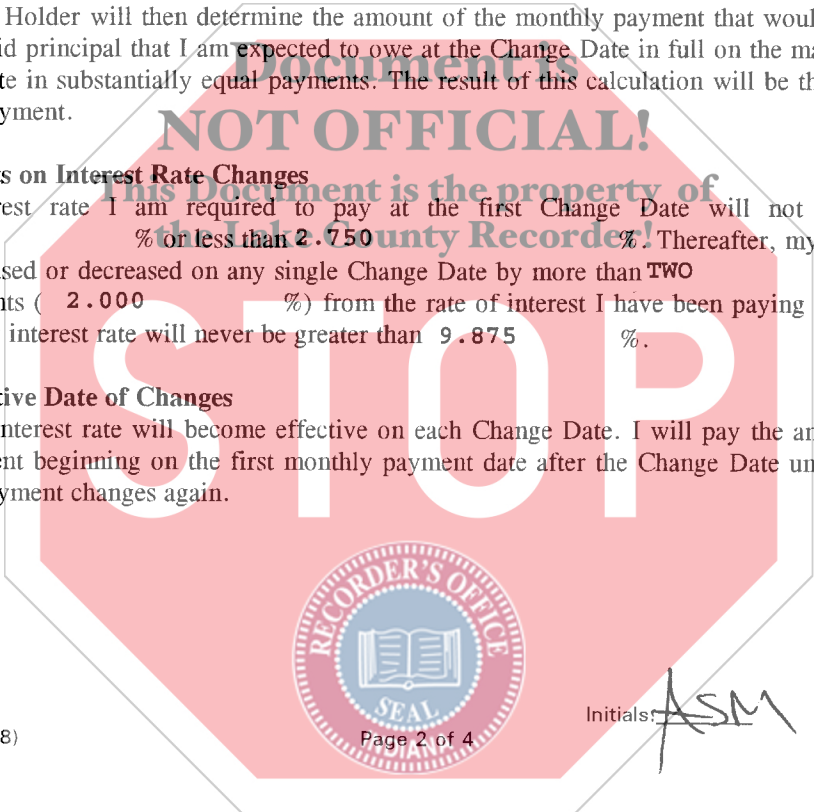 Holder will then determine the amount of the monthly payment that woul
id principal that I am expected to owe at the Change Date in full on the ma
te in substantially equal payments. The result of this calculation will be th
yment.
Document is
NOT OFFICIAL!
This Document is the property of
the Lake County Recorder!
s on Interest Rate Changes
rest rate I am required to pay at the first Change Date will not
% or less than 2.750 %. Thereafter, my
sed or decreased on any single Change Date by more than TWO
nts ( 2.000 %) from the rate of interest I have been paying
interest rate will never be greater than 9.875 %.
tive Date of Changes
nterest rate will become effective on each Change Date. I will pay the an
ent beginning on the first monthly payment date after the Change Date un
yment changes again.
STOP
RECORDER'S OFFICE
SEAL
INDIANA
Initials: ASM
8)
Page 2 of 4